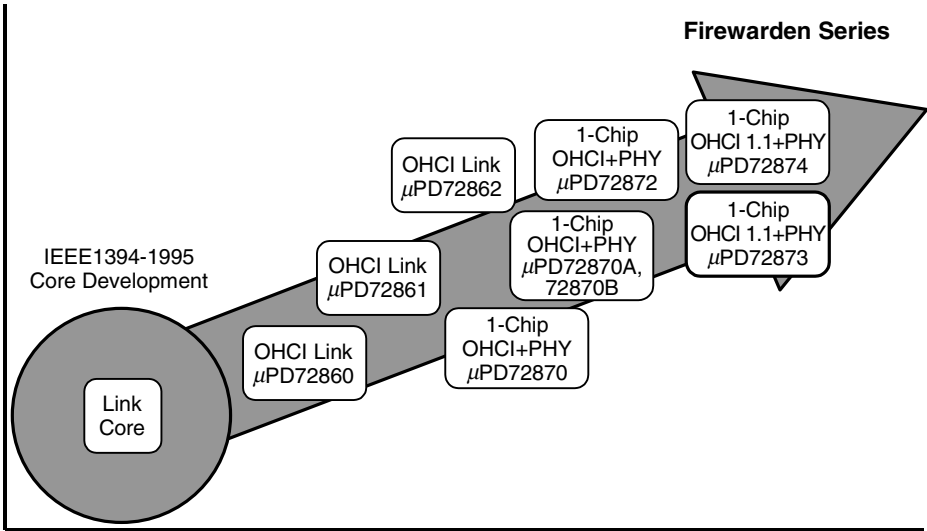 Firewarden Series
1-Chip
OHCI 1.1+PHY
μPD72874
1-Chip
OHCI+PHY
μPD72872
OHCI Link
μPD72862
1-Chip
OHCI 1.1+PHY
μPD72873
1-Chip
OHCI+PHY
μPD72870A,
72870B
IEEE1394-1995
Core Development
OHCI Link
μPD72861
1-Chip
OHCI+PHY
μPD72870
OHCI Link
μPD72860
Link
Core